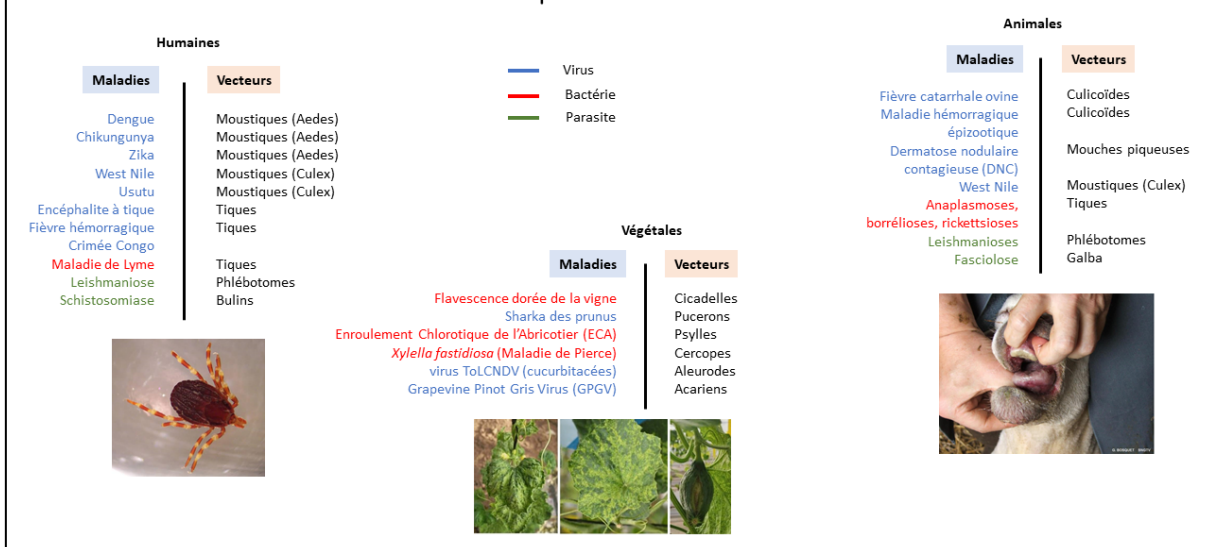 Humaines
Maladies
Vecteurs
Dengue Moustiques (Aedes)
Chikungunya Moustiques (Aedes)
Zika Moustiques (Aedes)
West Nile Moustiques (Culex)
Usutu Moustiques (Culex)
Encéphalite à tique Tiques
Fièvre hémorragique Tiques
Crimée Congo
Maladie de Lyme Tiques
Leishmaniose Phlébotomes
Schistosomiase Bulins
Virus
Bactérie
Parasite
Végétales
Maladies
Vecteurs
Flavescence dorée de la vigne Cicadelles
Sharka des prunus Pucerons
Enroulement Chlorotique de l'Abricotier (ECA) Psylles
Xylella fastidiosa (Maladie de Pierce) Cercopes
virus ToLCNDV (cucurbitacées) Aleurodes
Grapevine Pinot Gris Virus (GPGV) Acariens
Animales
Maladies
Vecteurs
Fièvre catarrhale ovine Culicoïdes
Maladie hémorragique Culicoïdes
épizootique
Dermatose nodulaire Mouches piqueuses
contagieuse (DNC)
West Nile Moustiques (Culex)
Anaplasmoses, Tiques
borrélioses, rickettsioses
Leishmanioses Phlébotomes
Fasciolose Galba